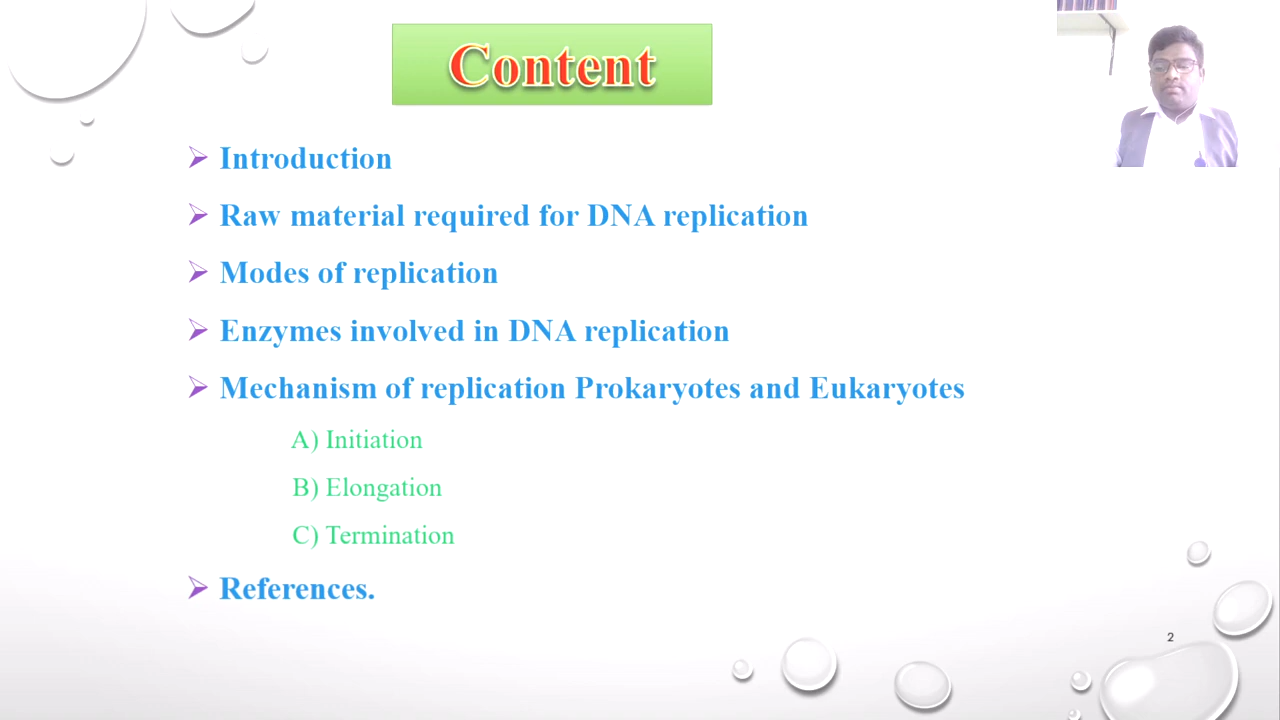 Content
Introduction
Raw material required for DNA replication
Modes of replication
Enzymes involved in DNA replication
Mechanism of replication Prokaryotes and Eukaryotes
A) Initiation
B) Elongation
C) Termination
References.
2